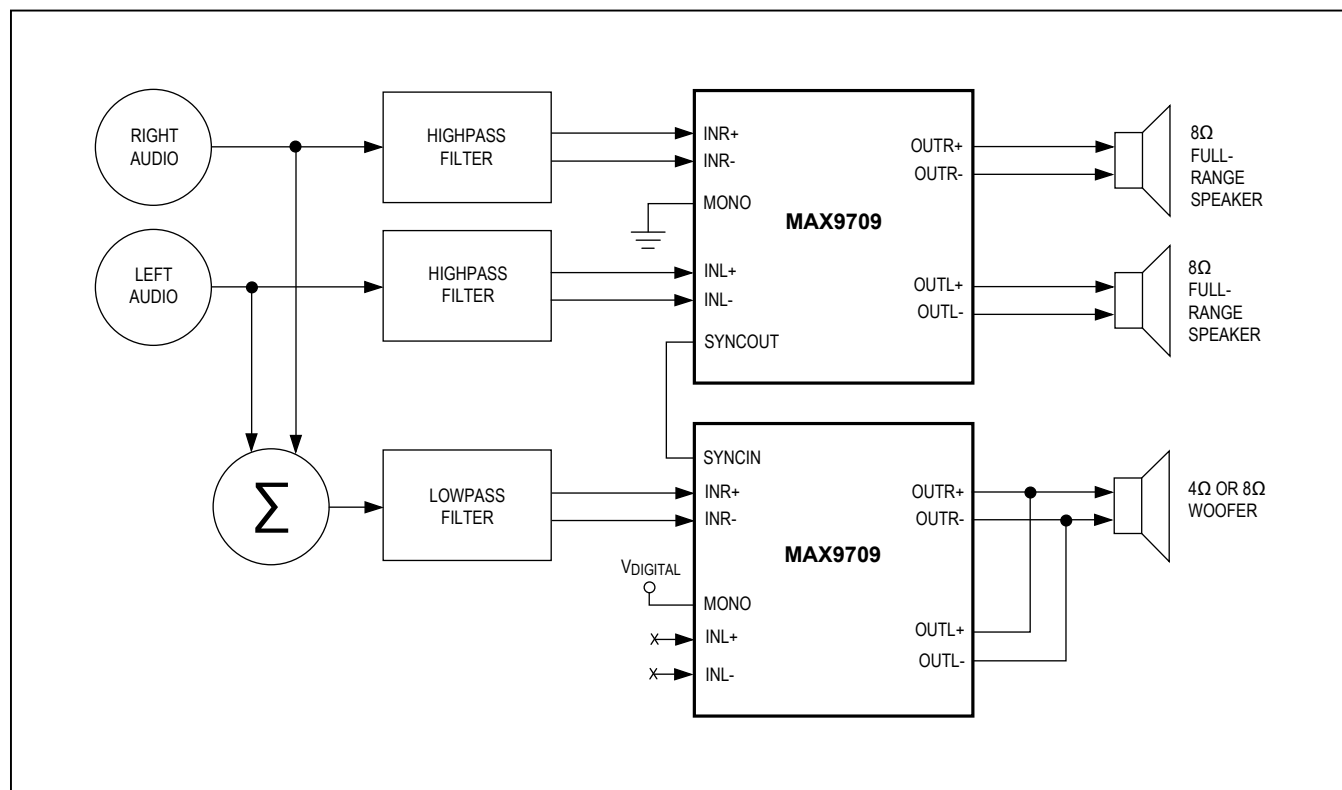 RIGHT
AUDIO
HIGHPASS
FILTER
INR+
INR-
MONO
MAX9709
OUTR+
OUTR-
8Ω
FULL-
RANGE
SPEAKER
LEFT
AUDIO
HIGHPASS
FILTER
INL+
INL-
SYNCOUT
OUTL+
OUTL-
8Ω
FULL-
RANGE
SPEAKER
Σ
LOWPASS
FILTER
SYNCIN
INR+
INR-
VDIGITAL
MONO
INL+
INL-
MAX9709
OUTR+
OUTR-
OUTL+
OUTL-
4Ω OR 8Ω
WOOFER